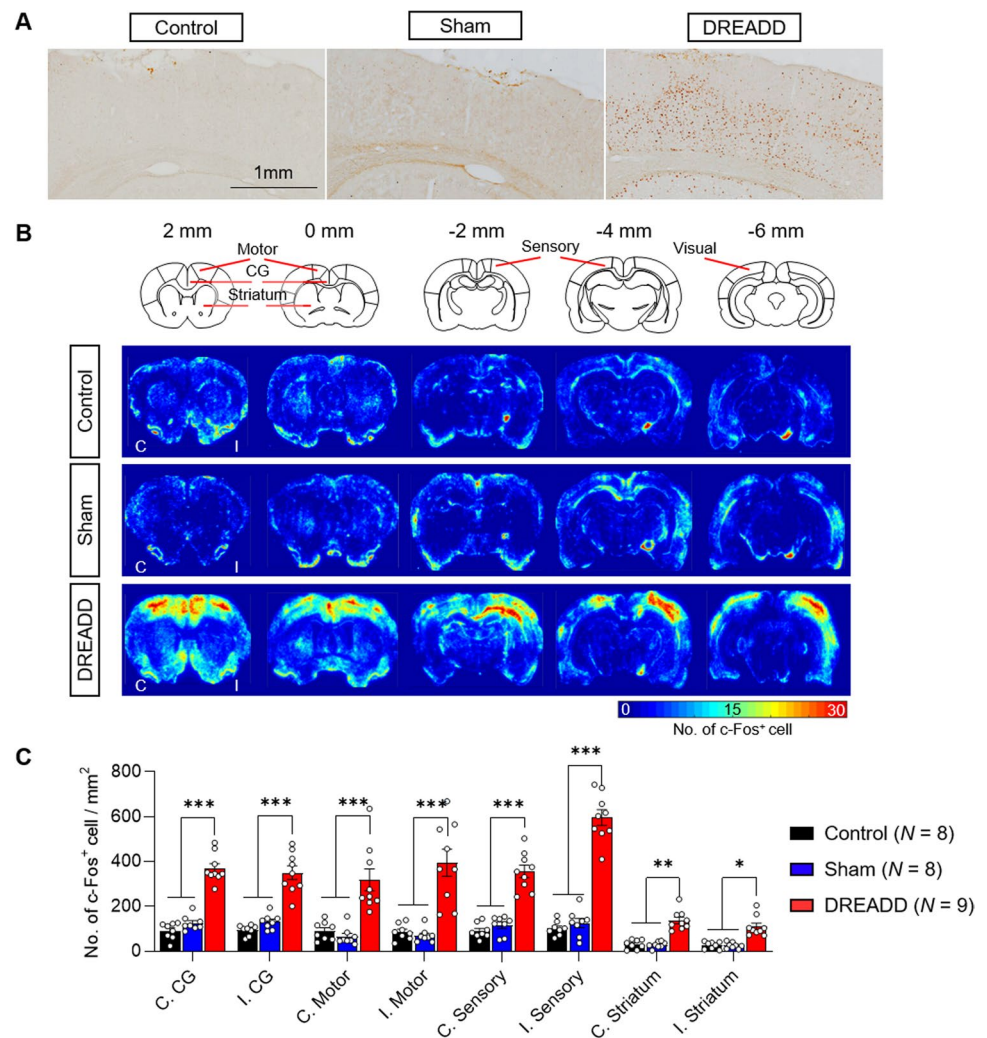 A
Control
Sham
DREADD
1mm
B
2 mm
0 mm
-2 mm
-4 mm
-6 mm
Motor
CG
Striatum
Sensory
Visual
Control
C
I
Sham
C
I
DREADD
C
I
0
15
30
No. of c-Fos⁺ cell
C
No. of c-Fos⁺ cell / mm²
800
600
400
200
0
***
***
***
***
***
***
**
*
C. CG
I. CG
C. Motor
I. Motor
C. Sensory
I. Sensory
C. Striatum
I. Striatum
Control (N = 8)
Sham (N = 8)
DREADD (N = 9)